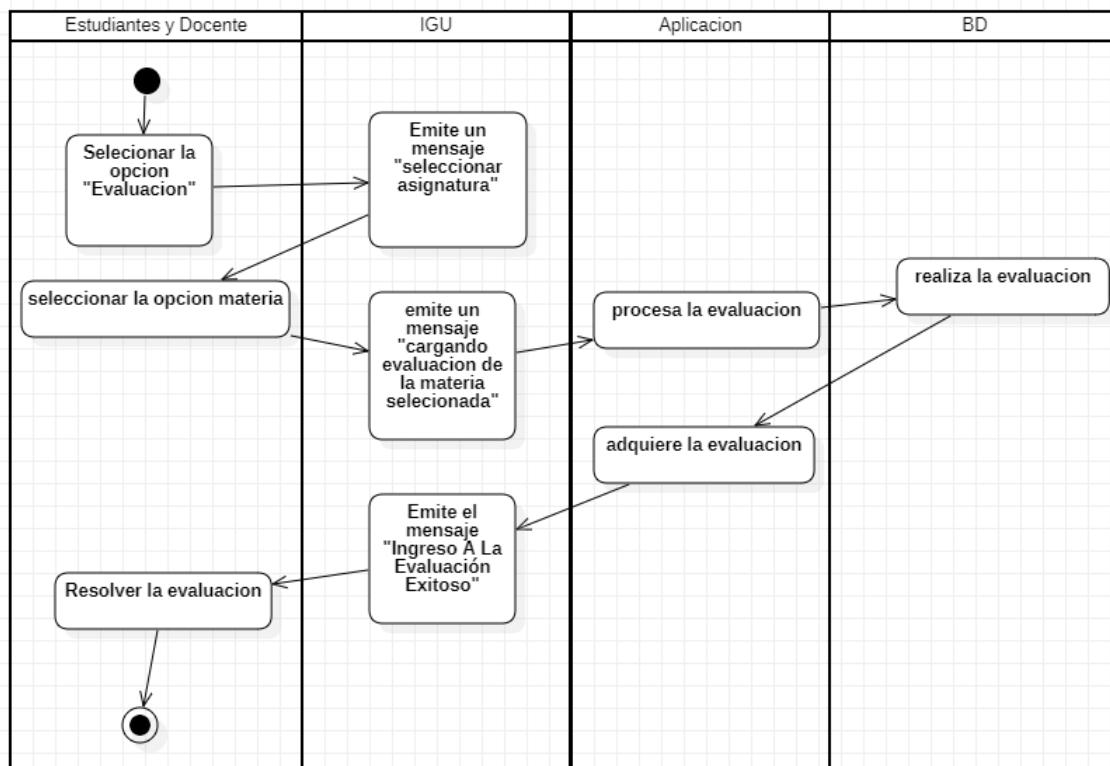 Estudiantes y Docente
IGU
Aplicacion
BD
Selecionar la
opcion
"Evaluacion"
Emite un
mensaje
"seleccionar
asignatura"
seleccionar la opcion materia
emite un
mensaje
"cargando
evaluacion de
la materia
selecionada"
procesa la evaluacion
realiza la evaluacion
adquiere la evaluacion
Emite el
mensaje
"Ingreso A La
Evaluación
Exitoso"
Resolver la evaluacion